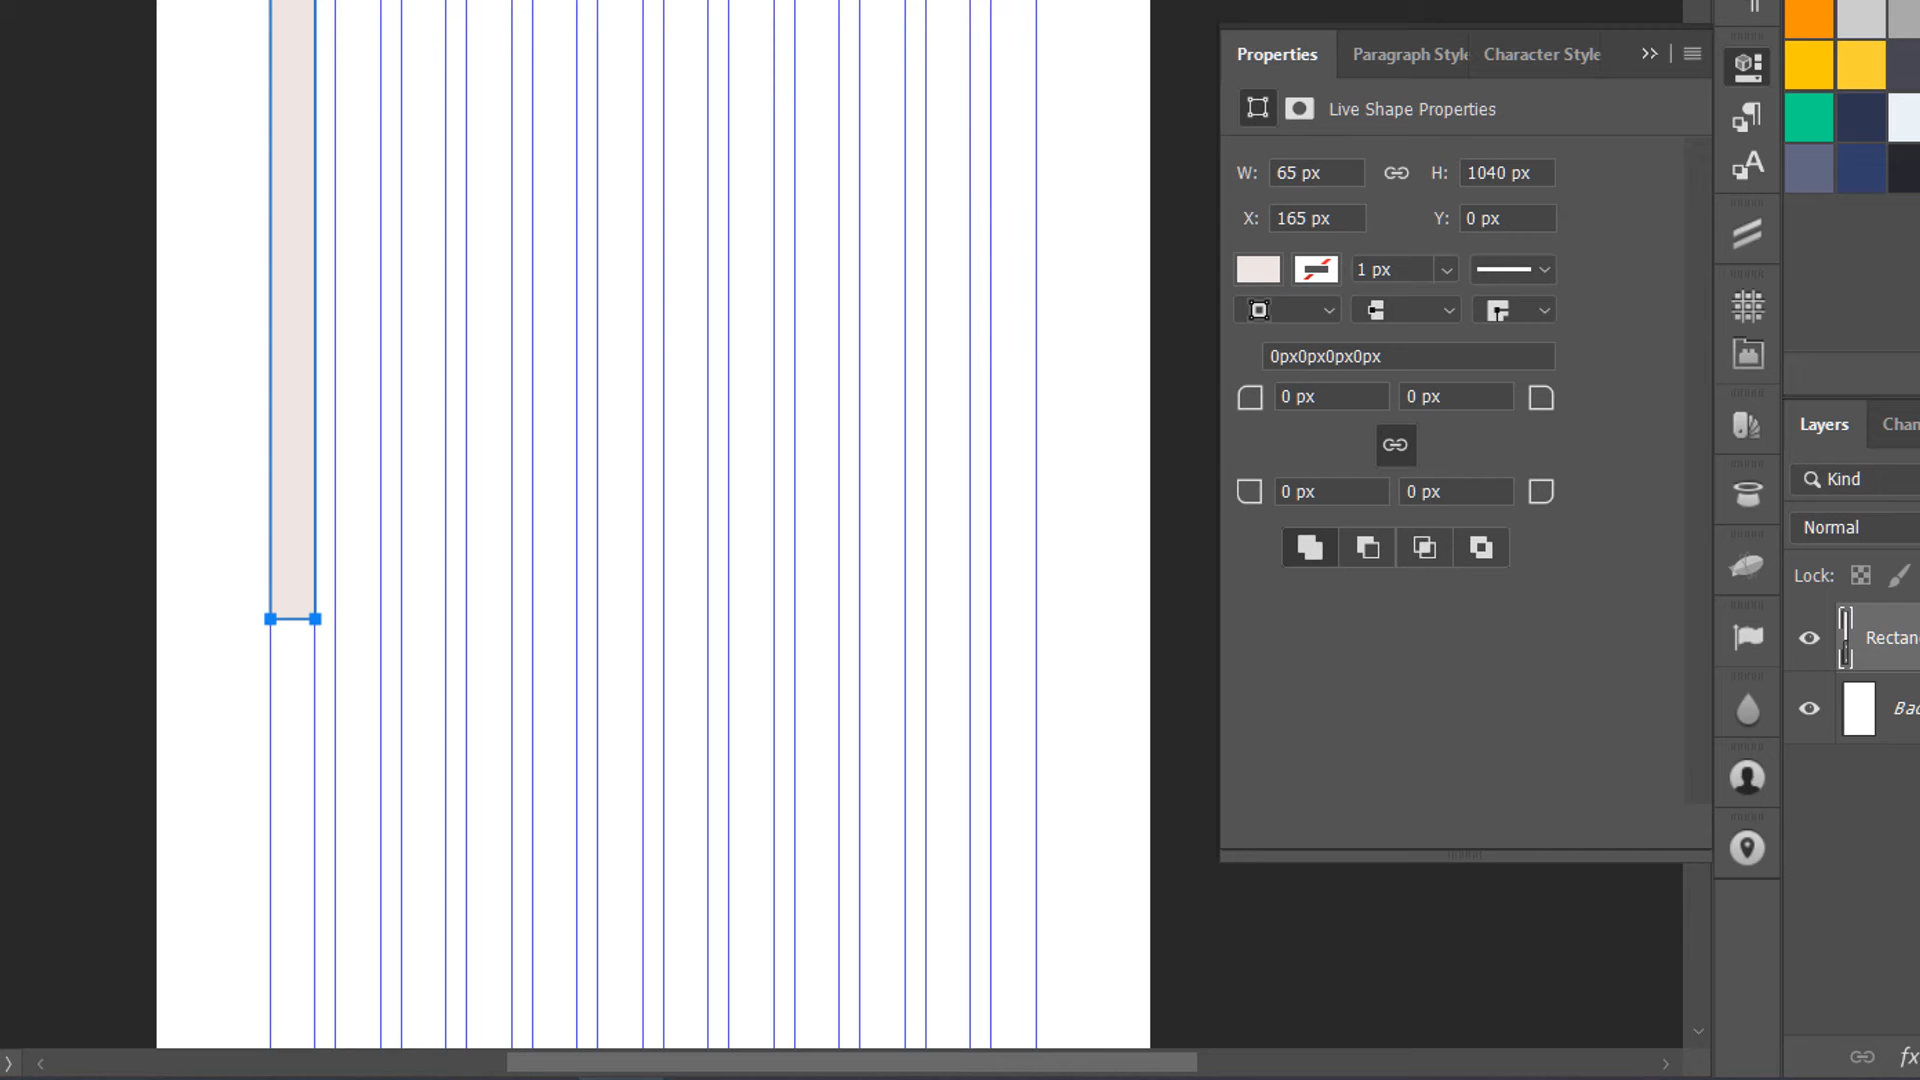 Properties Paragraph Style Character Style
Live Shape Properties
W: 65 px H: 1040 px
X: 165 px Y: 0 px
1 px
0px0px0px0px
0 px 0 px
0 px 0 px
Layers Chan
Kind
Normal
Lock:
Rectan
Bac
fx